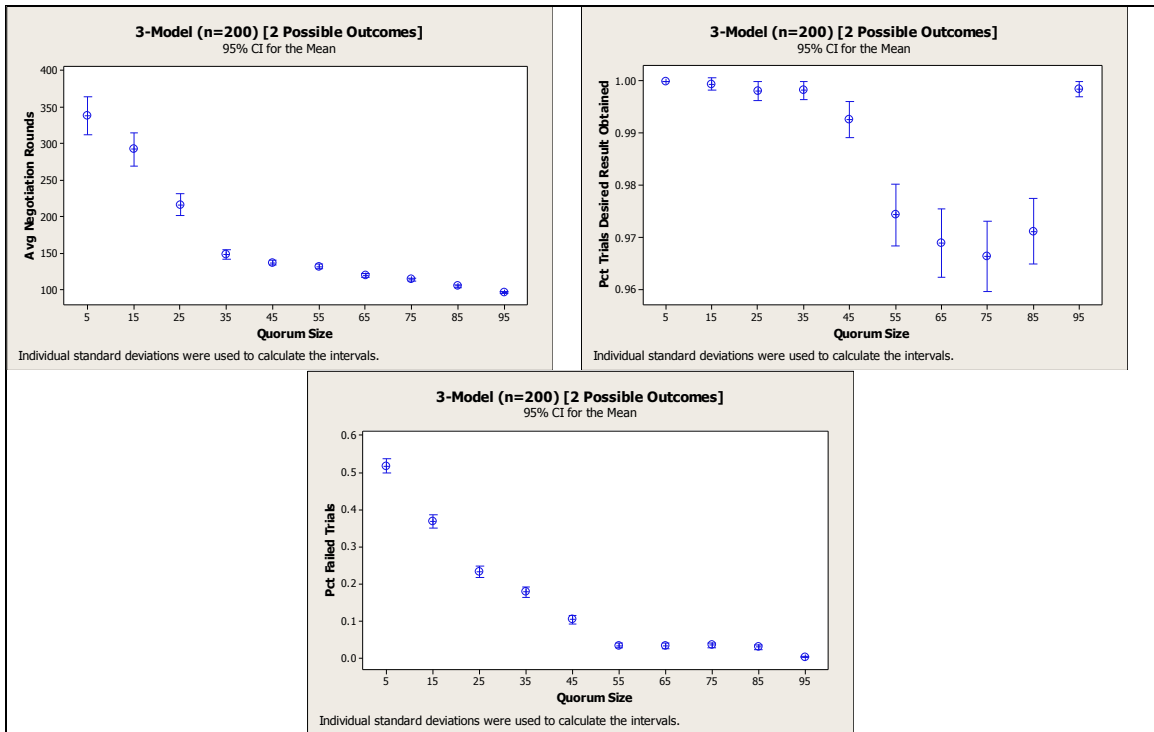 3-Model (n=200) [2 Possible Outcomes]
95% CI for the Mean
400
350
300
250
200
150
100
Avg Negotiation Rounds
5 15 25 35 45 55 65 75 85 95
Quorum Size
Individual standard deviations were used to calculate the intervals.
3-Model (n=200) [2 Possible Outcomes]
95% CI for the Mean
1.00
0.99
0.98
0.97
0.96
Pct Trials Desired Result Obtained
5 15 25 35 45 55 65 75 85 95
Quorum Size
Individual standard deviations were used to calculate the intervals.
3-Model (n=200) [2 Possible Outcomes]
95% CI for the Mean
0.6
0.5
0.4
0.3
0.2
0.1
0.0
Pct Failed Trials
5 15 25 35 45 55 65 75 85 95
Quorum Size
Individual standard deviations were used to calculate the intervals.